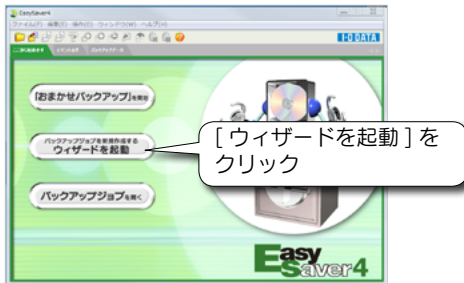 EasySaver4
ファイル(F) 編集(E) 操作(O) ウィンドウ(W) ヘルプ(H)
I-O DATA
「おまかせバックアップ」を開始
バックアップジョブを新規作成する
ウィザードを起動
[ ウィザードを起動 ] を
クリック
バックアップジョブを開く
Easy
Saver4